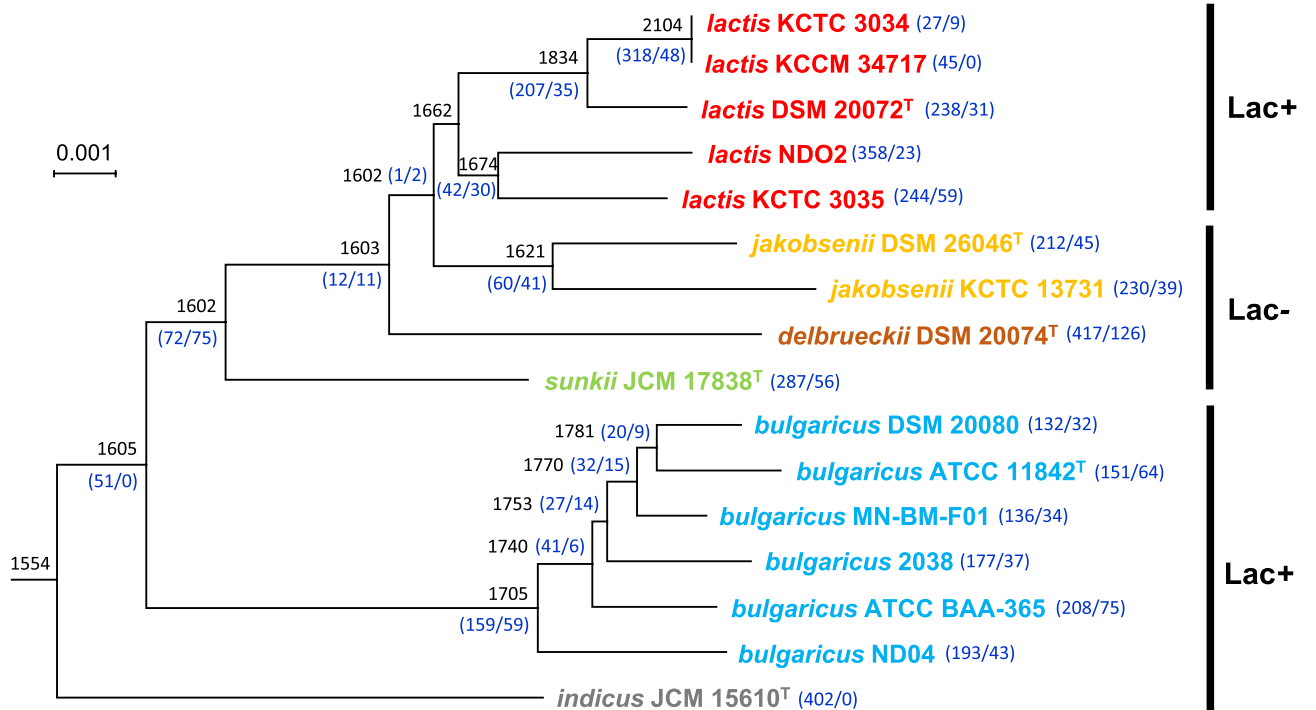 2104
lactis KCTC 3034 (27/9)
(318/48)
1834
lactis KCCM 34717 (45/0)
(207/35)
1662
lactis DSM 20072T (238/31)
Lac+
0.001
1674
lactis NDO2 (358/23)
1602 (1/2)
(42/30)
lactis KCTC 3035 (244/59)
1603
1621
jakobsenii DSM 26046T (212/45)
(12/11)
(60/41)
jakobsenii KCTC 13731 (230/39)
1602
Lac-
(72/75)
delbrueckii DSM 20074T (417/126)
sunkii JCM 17838T (287/56)
1781 (20/9)
bulgaricus DSM 20080 (132/32)
1605
1770 (32/15)
bulgaricus ATCC 11842T (151/64)
(51/0)
1753 (27/14)
bulgaricus MN-BM-F01 (136/34)
1740 (41/6)
1554
bulgaricus 2038 (177/37)
Lac+
1705
bulgaricus ATCC BAA-365 (208/75)
(159/59)
bulgaricus ND04 (193/43)
indicus JCM 15610T (402/0)